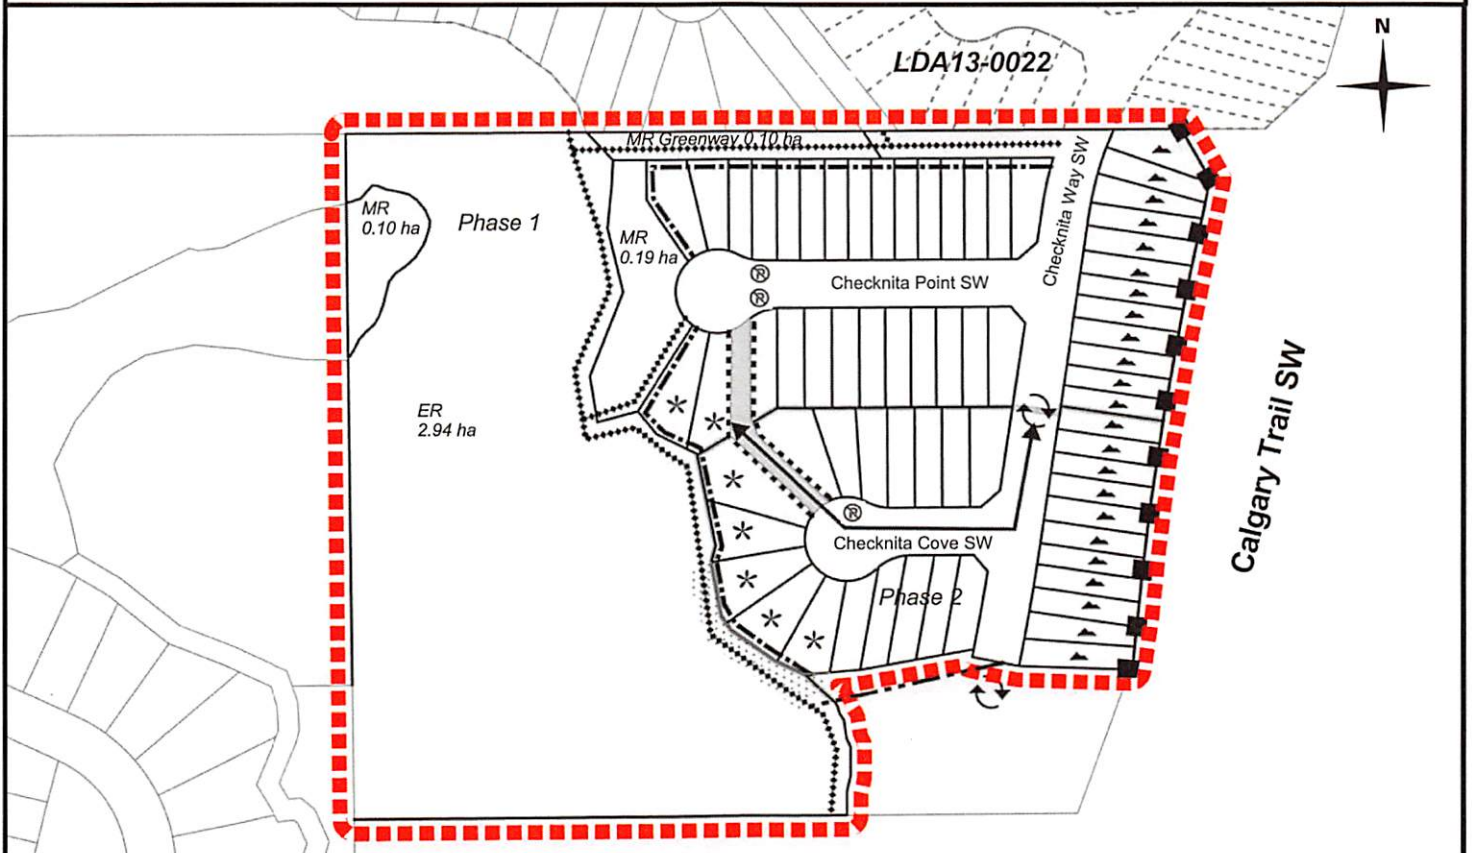 N
LDA13-0022
MR Greenway 0.10 ha
MR
0.10 ha
Phase 1
MR
0.19 ha
Checknita Way SW
®
®
Checknita Point SW
ER
2.94 ha
Calgary Trail SW
®
Checknita Cove SW
Phase 2